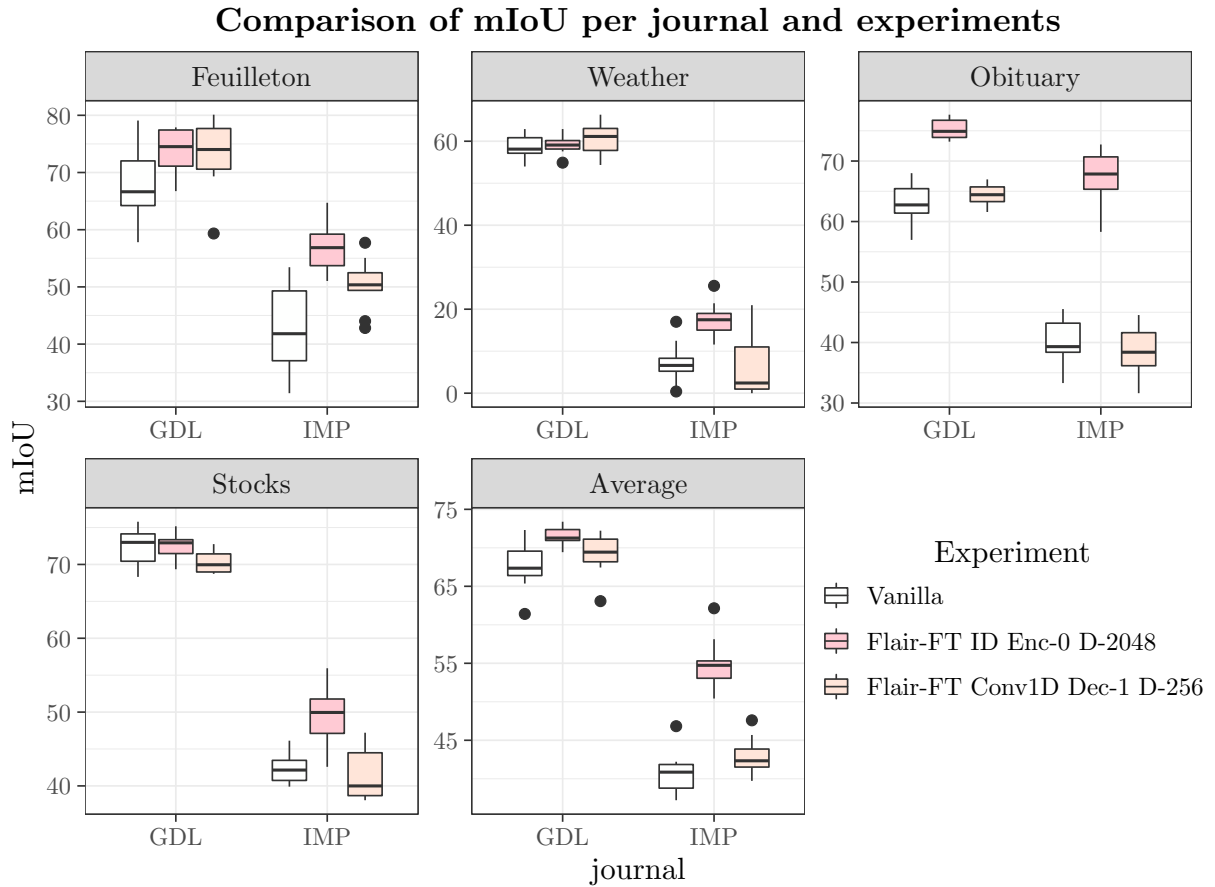 Comparison of mIoU per journal and experiments
Feuilleton
Weather
Obituary
80
70
60
50
40
30
60
40
20
0
70
60
50
40
30
GDL
IMP
GDL
IMP
GDL
IMP
mIoU
Stocks
Average
70
60
50
40
75
65
55
45
GDL
IMP
GDL
IMP
journal
Experiment
Vanilla
Flair-FT ID Enc-0 D-2048
Flair-FT Conv1D Dec-1 D-256